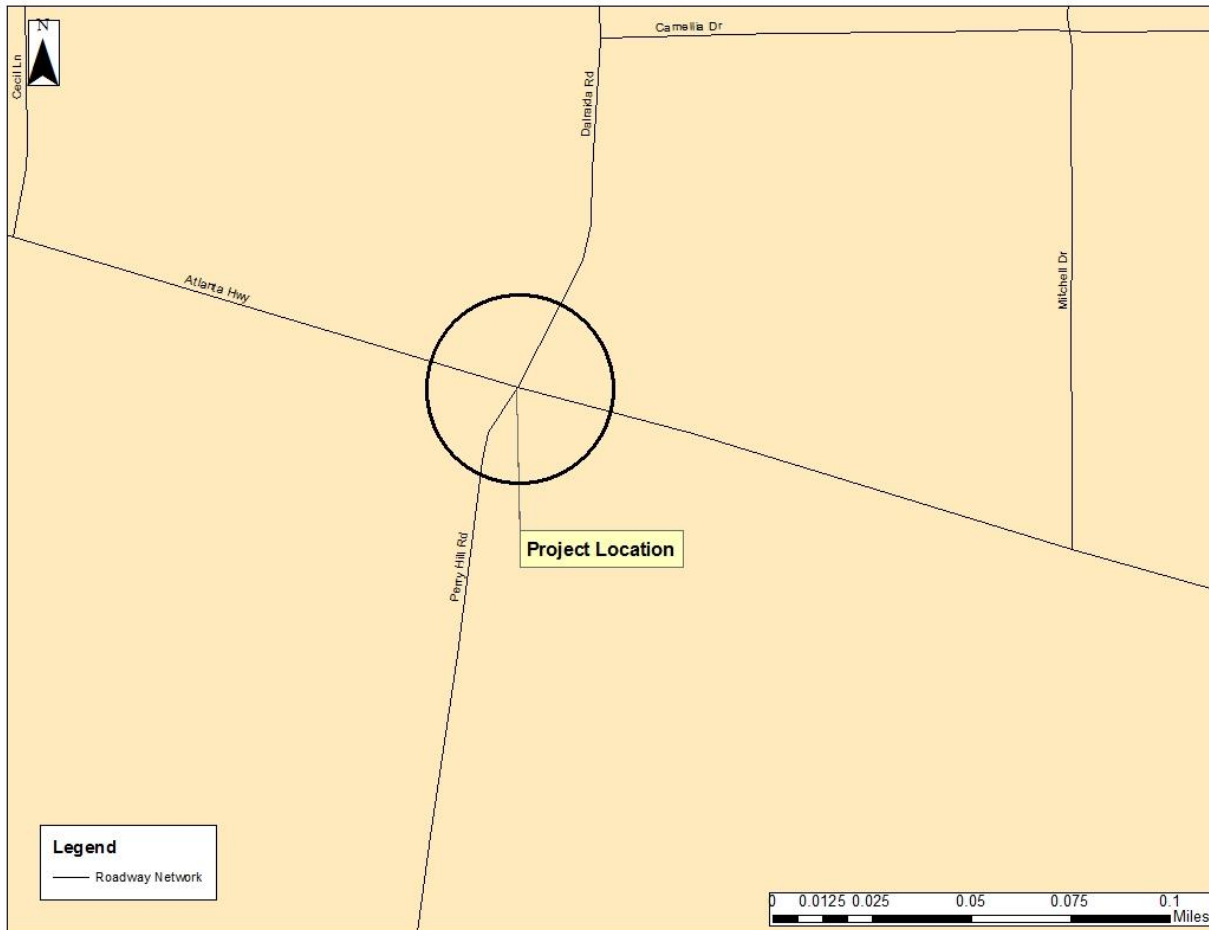 N
Cecil Ln
Camellia Dr
Dalraida Rd
Atlanta Hwy
Mitchell Dr
Project Location
Perry Hill Rd
Legend
Roadway Network
0 0.0125 0.025 0.05 0.075 0.1
Miles